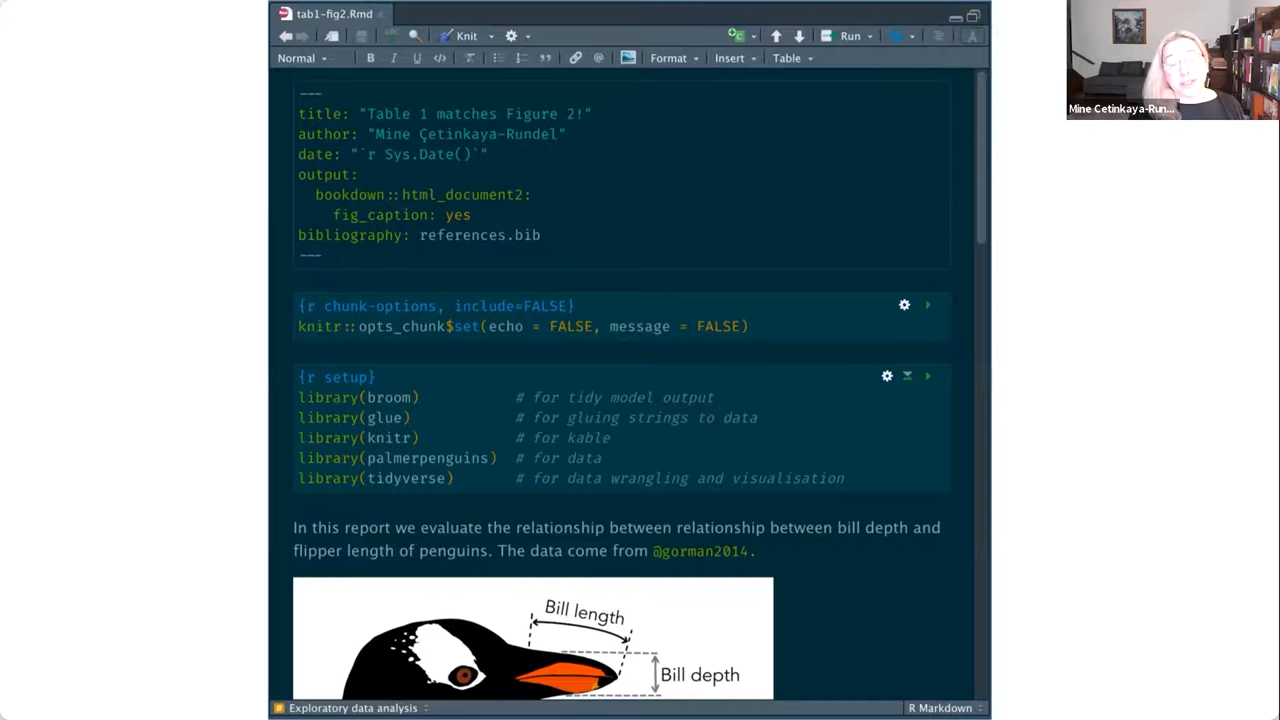 tab1-fig2.Rmd
Knit
Run
Normal
B
I
U
Format
Insert
Table
---
title: "Table 1 matches Figure 2!"
author: "Mine Çetinkaya-Rundel"
date: "`r Sys.Date()`"
output:
bookdown::html_document2:
fig_caption: yes
bibliography: references.bib
---
{r chunk-options, include=FALSE}
knitr::opts_chunk$set(echo = FALSE, message = FALSE)
{r setup}
library(broom) # for tidy model output
library(glue) # for gluing strings to data
library(knitr) # for kable
library(palmerpenguins) # for data
library(tidyverse) # for data wrangling and visualisation
In this report we evaluate the relationship between relationship between bill depth and
flipper length of penguins. The data come from @gorman2014.
Bill length
Bill depth
Exploratory data analysis
R Markdown
Mine Cetinkaya-Run...